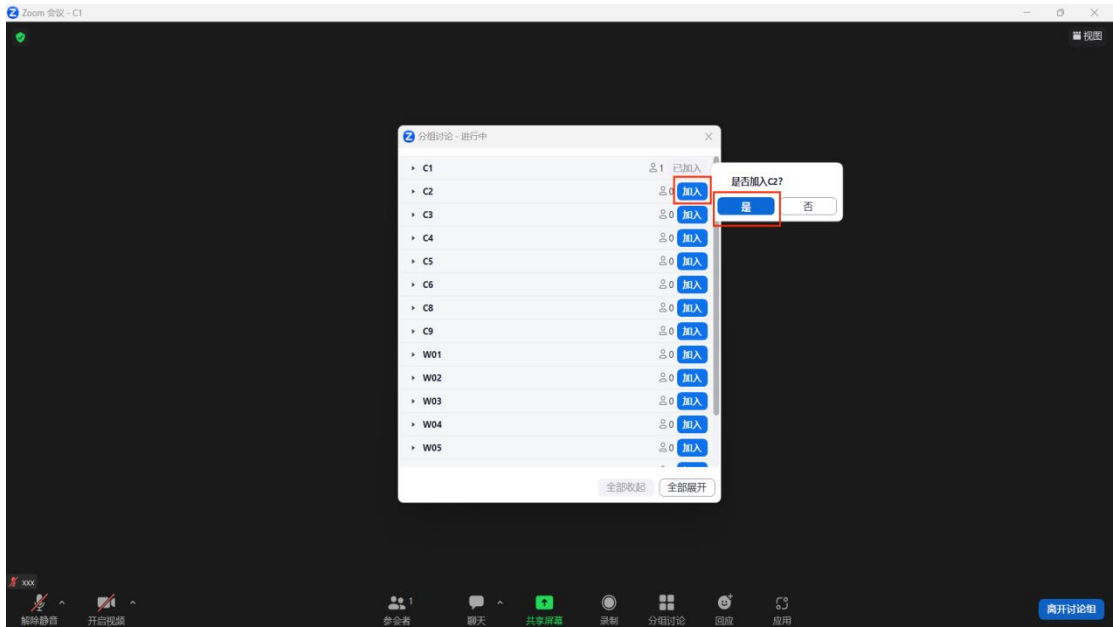 Zoom 会议 - C1
视图
分组讨论 - 进行中
C1 1 已加入
C2 0 加入
是否加入C2?
是 否
C3 0 加入
C4 0 加入
C5 0 加入
C6 0 加入
C8 0 加入
C9 0 加入
W01 0 加入
W02 0 加入
W03 0 加入
W04 0 加入
W05 0 加入
全部收起 全部展开
xxx
1
解除静音 开启视频 参会者 聊天 共享屏幕 录制 分组讨论 回应 应用 离开讨论组